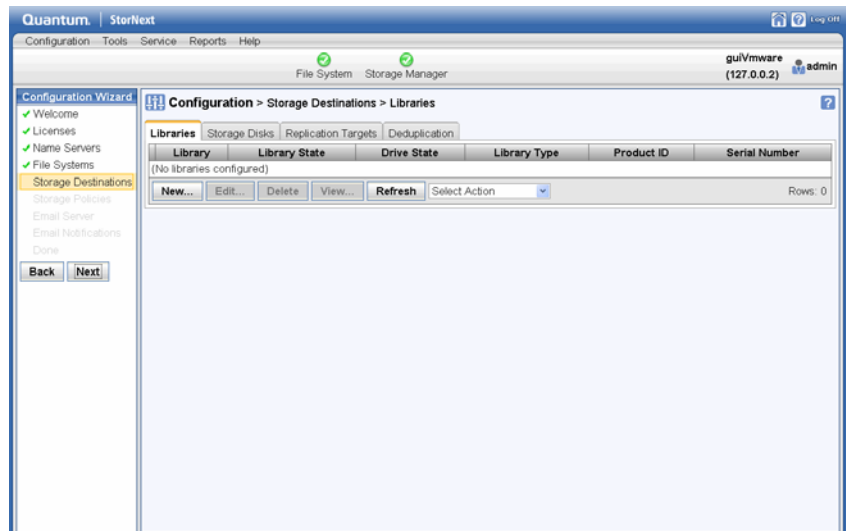 Quantum. | StorNext
Log Off
Configuration Tools Service Reports Help
File System Storage Manager
guiVmware
(127.0.0.2)
admin
Configuration Wizard
Welcome
Licenses
Name Servers
File Systems
Storage Destinations
Storage Policies
Email Server
Email Notifications
Done
Back Next
Configuration > Storage Destinations > Libraries
Libraries Storage Disks Replication Targets Deduplication
Library Library State Drive State Library Type Product ID Serial Number
(No libraries configured)
New... Edit... Delete View... Refresh Select Action Rows: 0